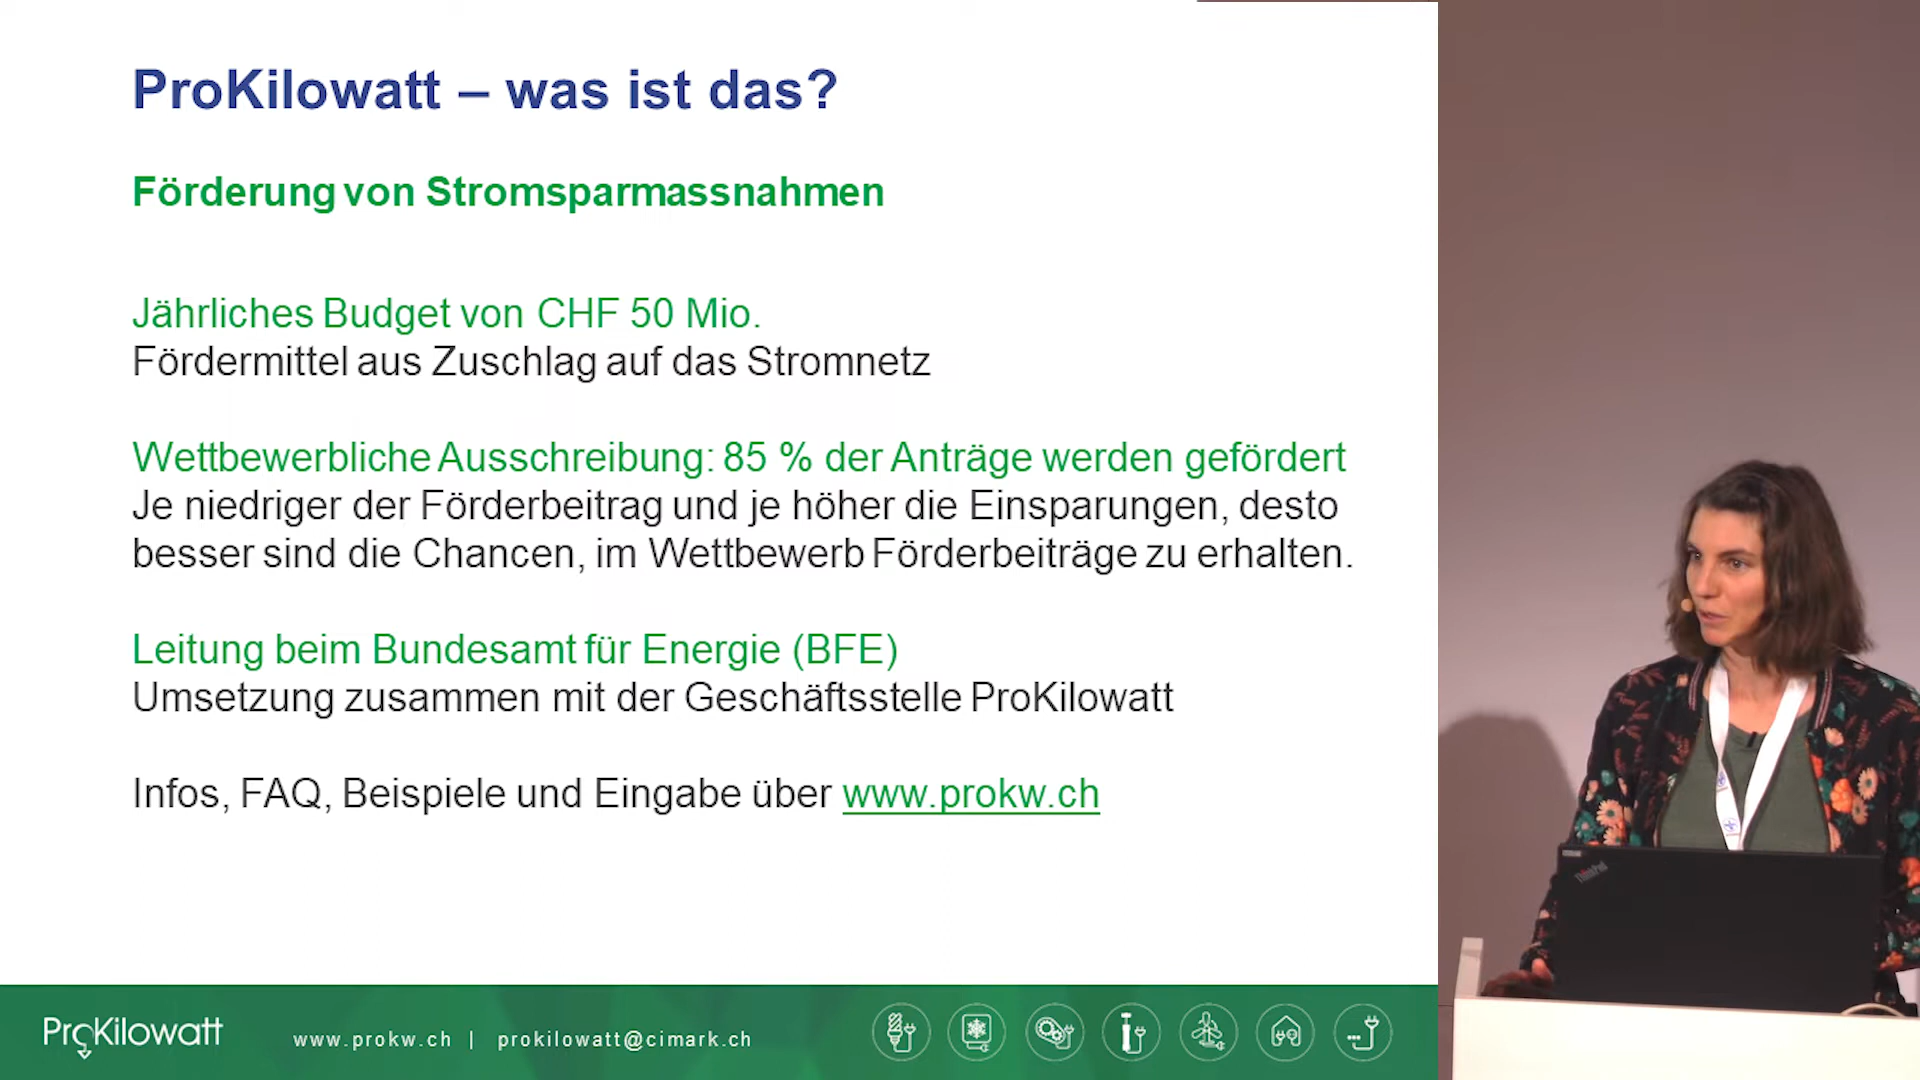 ProKilowatt – was ist das?
Förderung von Stromsparmassnahmen
Jährliches Budget von CHF 50 Mio.
Fördermittel aus Zuschlag auf das Stromnetz
Wettbewerbliche Ausschreibung: 85 % der Anträge werden gefördert
Je niedriger der Förderbeitrag und je höher die Einsparungen, desto
besser sind die Chancen, im Wettbewerb Förderbeiträge zu erhalten.
Leitung beim Bundesamt für Energie (BFE)
Umsetzung zusammen mit der Geschäftsstelle ProKilowatt
Infos, FAQ, Beispiele und Eingabe über www.prokw.ch
ProKilowatt
www.prokw.ch | prokilowatt@cimark.ch
ThinkPad